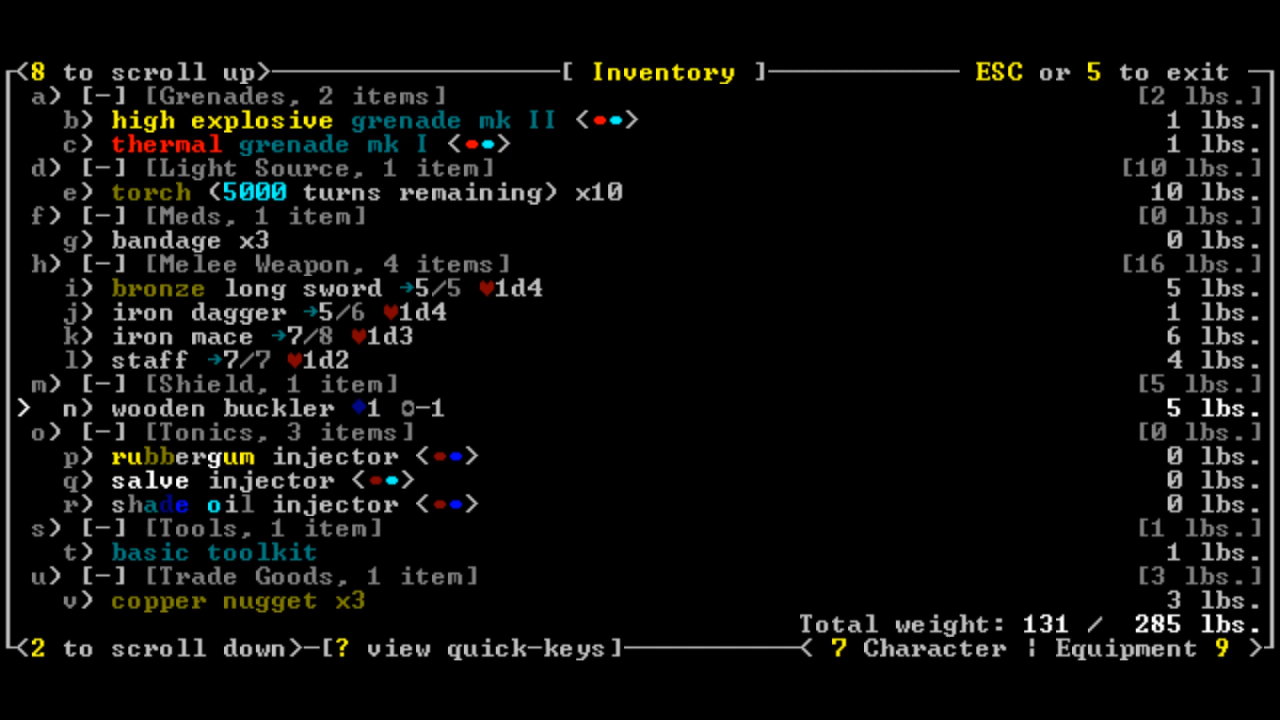 <8 to scroll up> [ Inventory ] ESC or 5 to exit
a) [-] [Grenades, 2 items] [2 lbs.]
b) high explosive grenade mk II <●●> 1 lbs.
c) thermal grenade mk I <●●> 1 lbs.
d) [-] [Light Source, 1 item] [10 lbs.]
e) torch (5000 turns remaining) x10 10 lbs.
f) [-] [Meds, 1 item] [0 lbs.]
g) bandage x3 0 lbs.
h) [-] [Melee Weapon, 4 items] [16 lbs.]
i) bronze long sword →5/5 ♥1d4 5 lbs.
j) iron dagger →5/6 ♥1d4 1 lbs.
k) iron mace →7/8 ♥1d3 6 lbs.
l) staff →7/7 ♥1d2 4 lbs.
m) [-] [Shield, 1 item] [5 lbs.]
> n) wooden buckler ♦1 o-1 5 lbs.
o) [-] [Tonics, 3 items] [0 lbs.]
p) rubbergum injector <●●> 0 lbs.
q) salve injector <●●> 0 lbs.
r) shade oil injector <●●> 0 lbs.
s) [-] [Tools, 1 item] [1 lbs.]
t) basic toolkit 1 lbs.
u) [-] [Trade Goods, 1 item] [3 lbs.]
v) copper nugget x3 3 lbs.
Total weight: 131 / 285 lbs.
<2 to scroll down> [? view quick-keys] < 7 Character ¦ Equipment 9 >